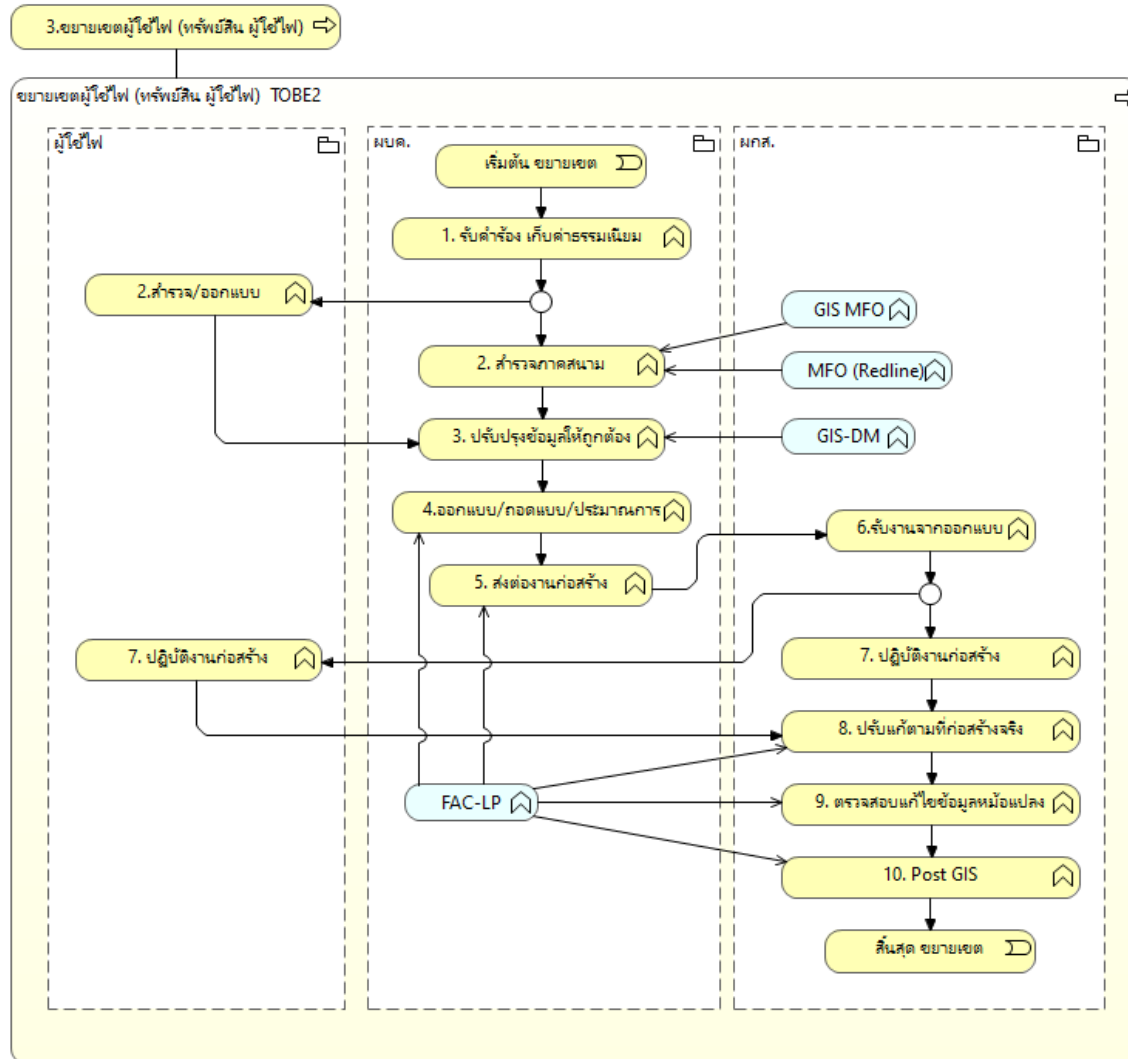 3.ขยายเขตผู้ใช้ไฟ (ทรัพย์สิน ผู้ใช้ไฟ)
ขยายเขตผู้ใช้ไฟ (ทรัพย์สิน ผู้ใช้ไฟ) TOBE2
ผู้ใช้ไฟ
ผบด.
ผกส.
เริ่มต้น ขยายเขต
1. รับคำร้อง เก็บค่าธรรมเนียม
2.สำรวจ/ออกแบบ
GIS MFO
2. สำรวจภาคสนาม
MFO (Redline)
3. ปรับปรุงข้อมูลให้ถูกต้อง
GIS-DM
4.ออกแบบ/ถอดแบบ/ประมาณการ
6.รับงานจากออกแบบ
5. ส่งต่องานก่อสร้าง
7. ปฏิบัติงานก่อสร้าง
7. ปฏิบัติงานก่อสร้าง
8. ปรับแก้ตามที่ก่อสร้างจริง
FAC-LP
9. ตรวจสอบแก้ไขข้อมูลหม้อแปลง
10. Post GIS
สิ้นสุด ขยายเขต